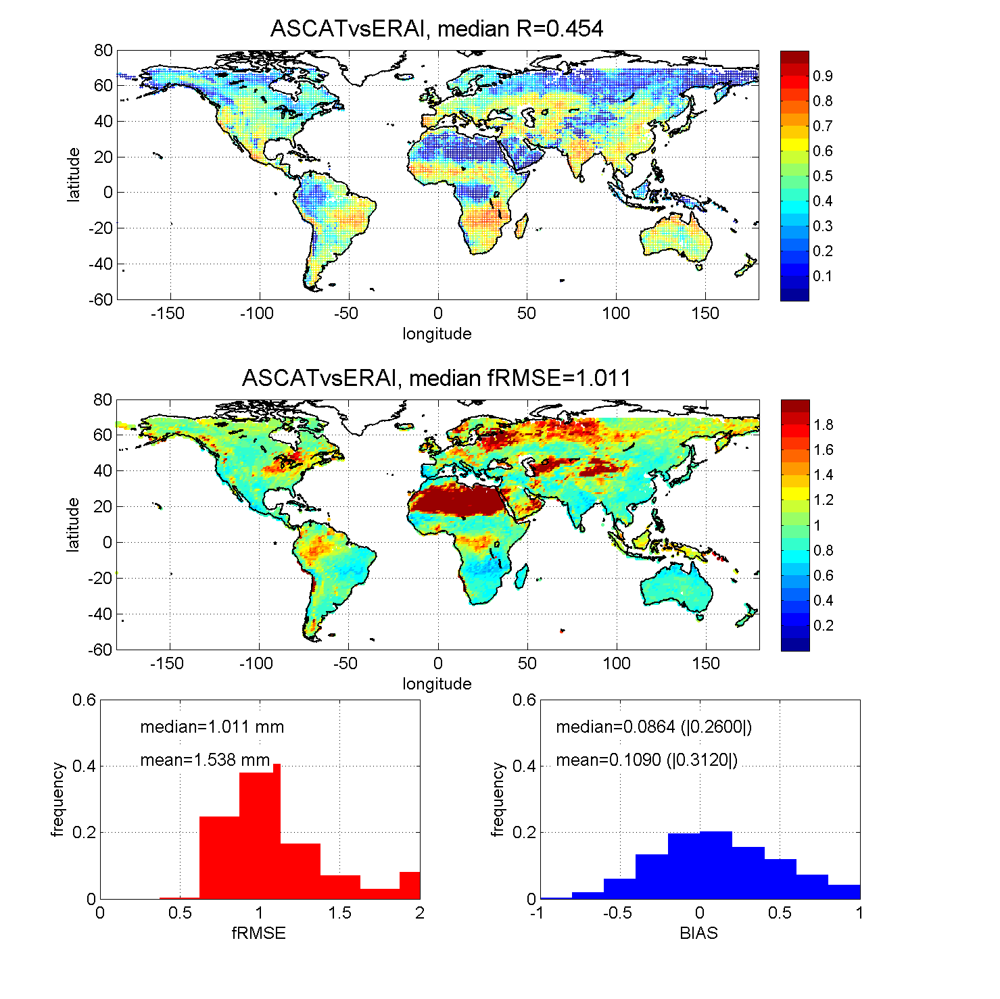 ASCATvsERAI, median R=0.454
80
60
40
20
0
-20
-40
-60
latitude
-150 -100 -50 0 50 100 150
longitude
0.9
0.8
0.7
0.6
0.5
0.4
0.3
0.2
0.1
ASCATvsERAI, median fRMSE=1.011
80
60
40
20
0
-20
-40
-60
latitude
-150 -100 -50 0 50 100 150
longitude
1.8
1.6
1.4
1.2
1
0.8
0.6
0.4
0.2
0.6
0.4
0.2
0
frequency
median=1.011 mm
mean=1.538 mm
0 0.5 1 1.5 2
fRMSE
0.6
0.4
0.2
0
frequency
median=0.0864 (|0.2600|)
mean=0.1090 (|0.3120|)
-1 -0.5 0 0.5 1
BIAS